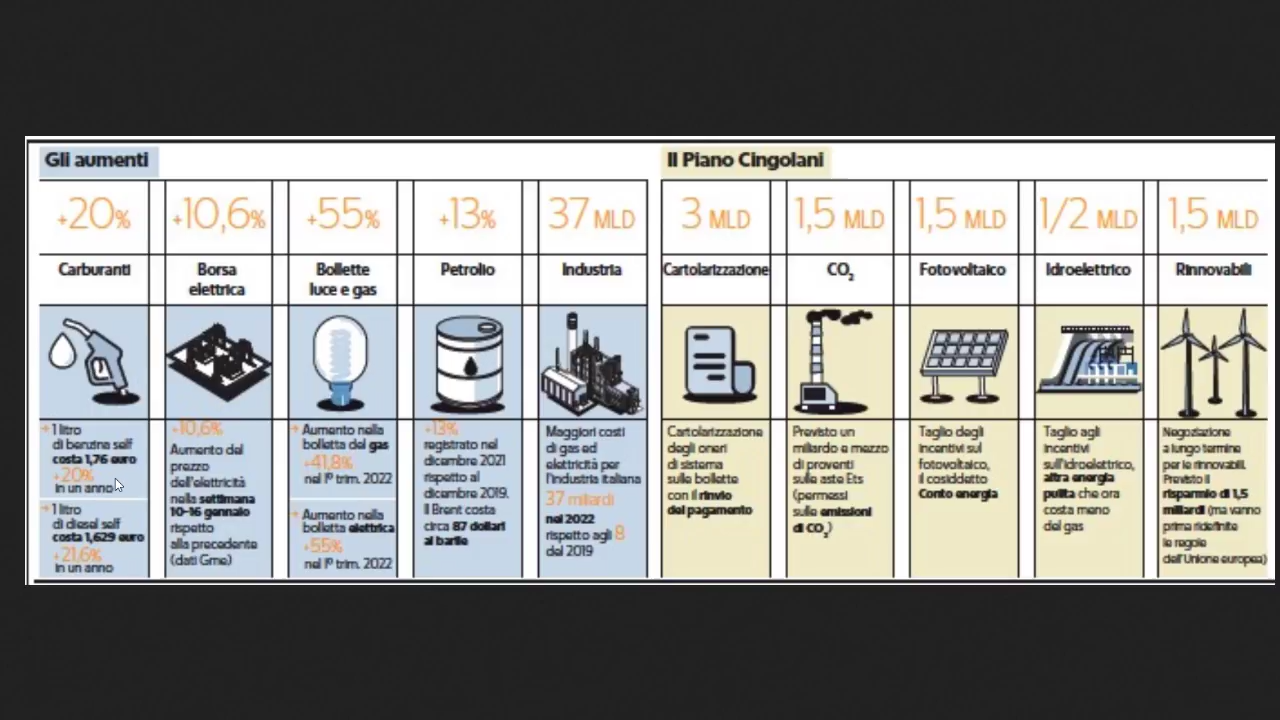 Gli aumenti
+20%
Carburanti
+1 litro
di benzina self
costa 1,76 euro
+20%
in un anno
+1 litro
di diesel self
costa 1,629 euro
+21,6%
in un anno
+10,6%
Borsa
elettrica
+10,6%
Aumento del
prezzo
dell'elettricità
nella settimana
10-16 gennaio
rispetto
alla precedente
(dati Gme)
+55%
Bollette
luce e gas
Aumento nella
bolletta del gas
+41,8%
nel 1º trim. 2022
Aumento nella
bolletta elettrica
+55%
nel 1º trim. 2022
+13%
Petrolio
+13%
registrato nel
dicembre 2021
rispetto al
dicembre 2019.
Il Brent costa
circa 87 dollari
al barile
37 MLD
Industria
Maggiori costi
di gas ed
elettricità per
l'industria italiana
37 miliardi
nel 2022
rispetto agli 8
del 2019
Il Piano Cingolani
3 MLD
Cartolarizzazione
Cartolarizzazione
degli oneri
di sistema
sulle bollette
con il rinvio
del pagamento
1,5 MLD
CO2
Previsto un
miliardo e mezzo
di proventi
sulle aste Ets
(permessi
sulle emissioni
di CO2)
1,5 MLD
Fotovoltaico
Taglio degli
incentivi sul
fotovoltaico,
il cosiddetto
Conto energia
1/2 MLD
Idroelettrico
Taglio agli
incentivi
sull'idroelettrico,
altra energia
pulita che ora
costa meno
del gas
1,5 MLD
Rinnovabili
Negoziazione
a lungo termine
per le rinnovabili.
Previsto il
risparmio di 1,5
miliardi (ma vanno
prima ridefinite
le regole
dell'Unione europea)